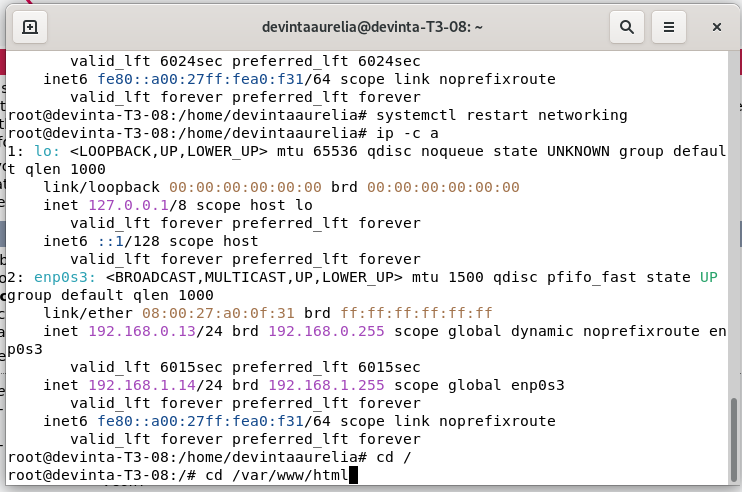 devintaaurelia@devinta-T3-08: ~
valid_lft 6024sec preferred_lft 6024sec
inet6 fe80::a00:27ff:fea0:f31/64 scope link noprefixroute
valid_lft forever preferred_lft forever
root@devinta-T3-08:/home/devintaaurelia# systemctl restart networking
root@devinta-T3-08:/home/devintaaurelia# ip -c a
1: lo: <LOOPBACK,UP,LOWER_UP> mtu 65536 qdisc noqueue state UNKNOWN group defaul
t qlen 1000
link/loopback 00:00:00:00:00:00 brd 00:00:00:00:00:00
inet 127.0.0.1/8 scope host lo
valid_lft forever preferred_lft forever
inet6 ::1/128 scope host
valid_lft forever preferred_lft forever
2: enp0s3: <BROADCAST,MULTICAST,UP,LOWER_UP> mtu 1500 qdisc pfifo_fast state UP
group default qlen 1000
link/ether 08:00:27:a0:0f:31 brd ff:ff:ff:ff:ff:ff
inet 192.168.0.13/24 brd 192.168.0.255 scope global dynamic noprefixroute en
p0s3
valid_lft 6015sec preferred_lft 6015sec
inet 192.168.1.14/24 brd 192.168.1.255 scope global enp0s3
valid_lft forever preferred_lft forever
inet6 fe80::a00:27ff:fea0:f31/64 scope link noprefixroute
valid_lft forever preferred_lft forever
root@devinta-T3-08:/home/devintaaurelia# cd /
root@devinta-T3-08:/# cd /var/www/html